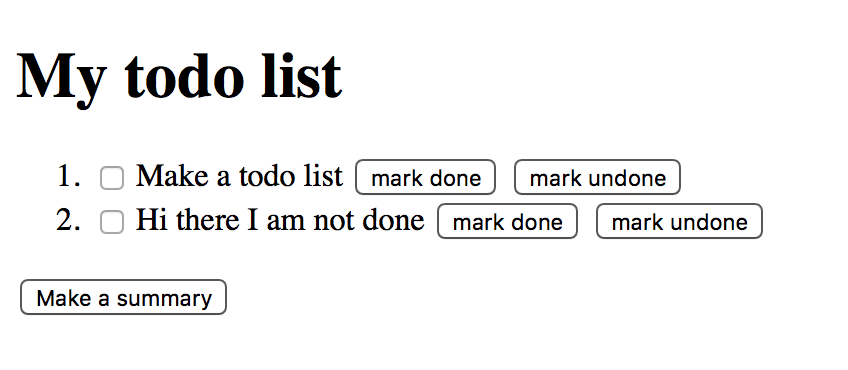 My todo list
1. Make a todo list mark done mark undone
2. Hi there I am not done mark done mark undone
Make a summary